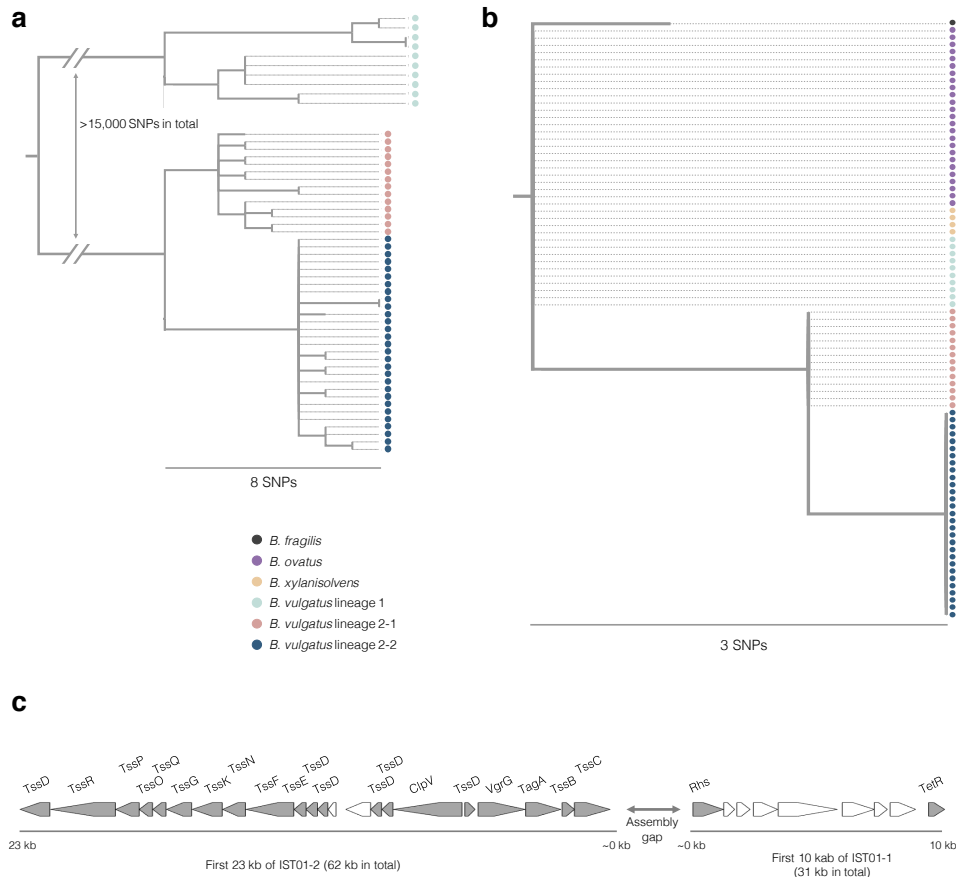 a
b
>15,000 SNPs in total
8 SNPs
B. fragilis
B. ovatus
B. xylanisolvens
B. vulgatus lineage 1
B. vulgatus lineage 2-1
B. vulgatus lineage 2-2
3 SNPs
c
TssD
TssR
TssP
TssO
TssQ
TssG
TssK
TssN
TssF
TssE
TssD
TssD
TssD
TssD
ClpV
TssD
VgrG
TagA
TssB
TssC
Rhs
TetR
Assembly
gap
23 kb
~0 kb
~0 kb
10 kb
First 23 kb of IST01-2 (62 kb in total)
First 10 kab of IST01-1
(31 kb in total)